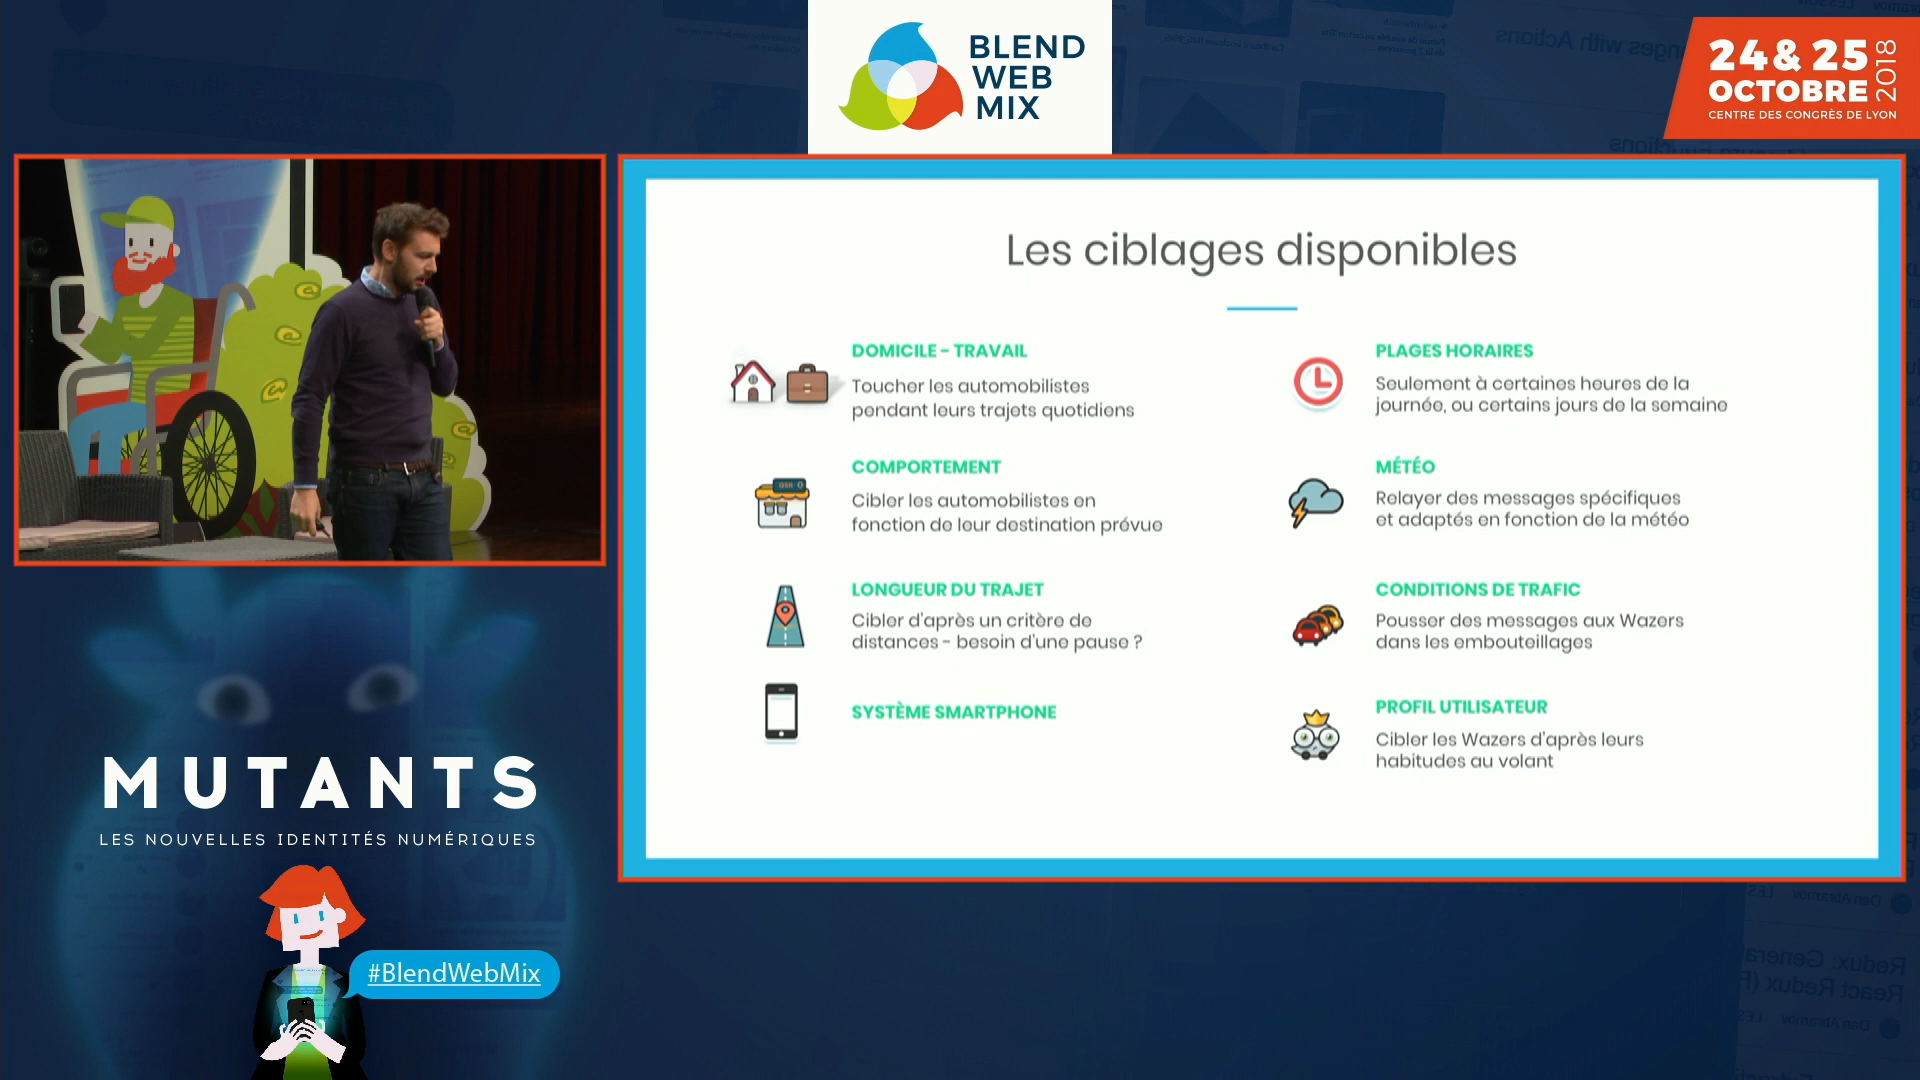 BLEND
WEB
MIX
24 & 25
OCTOBRE
2018
CENTRE DES CONGRÈS DE LYON
Les ciblages disponibles
DOMICILE - TRAVAIL
Toucher les automobilistes
pendant leurs trajets quotidiens
COMPORTEMENT
Cibler les automobilistes en
fonction de leur destination prévue
LONGUEUR DU TRAJET
Cibler d'après un critère de
distances - besoin d'une pause ?
SYSTÈME SMARTPHONE
PLAGES HORAIRES
Seulement à certaines heures de la
journée, ou certains jours de la semaine
MÉTÉO
Relayer des messages spécifiques
et adaptés en fonction de la météo
CONDITIONS DE TRAFIC
Pousser des messages aux Wazers
dans les embouteillages
PROFIL UTILISATEUR
Cibler les Wazers d'après leurs
habitudes au volant
MUTANTS
LES NOUVELLES IDENTITÉS NUMÉRIQUES
#BlendWebMix